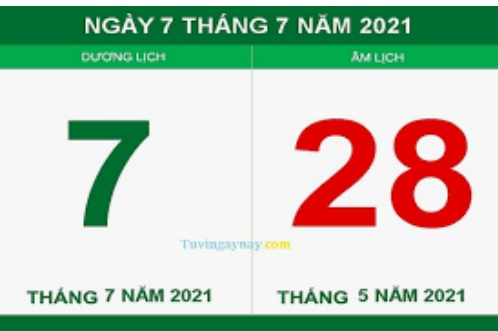 NGÀY 7 THÁNG 7 NĂM 2021
DƯƠNG LỊCH
ÂM LỊCH
7
28
Tuvingaynay.com
THÁNG 7 NĂM 2021
THÁNG 5 NĂM 2021